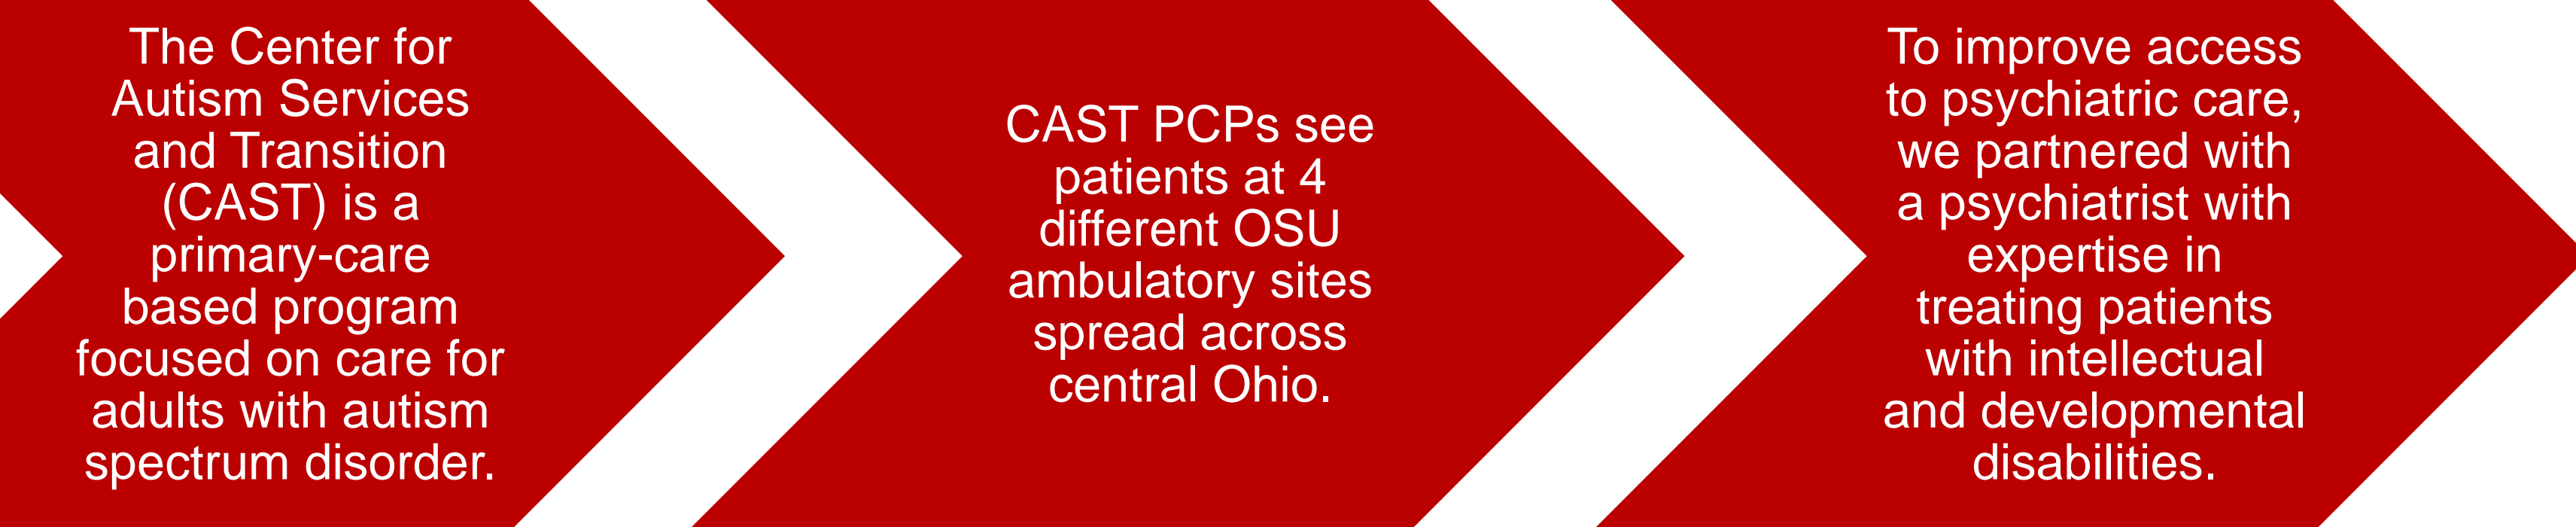 The Center for
Autism Services
and Transition
(CAST) is a
primary-care
based program
focused on care for
adults with autism
spectrum disorder.
CAST PCPs see
patients at 4
different OSU
ambulatory sites
spread across
central Ohio.
To improve access
to psychiatric care,
we partnered with
a psychiatrist with
expertise in
treating patients
with intellectual
and developmental
disabilities.